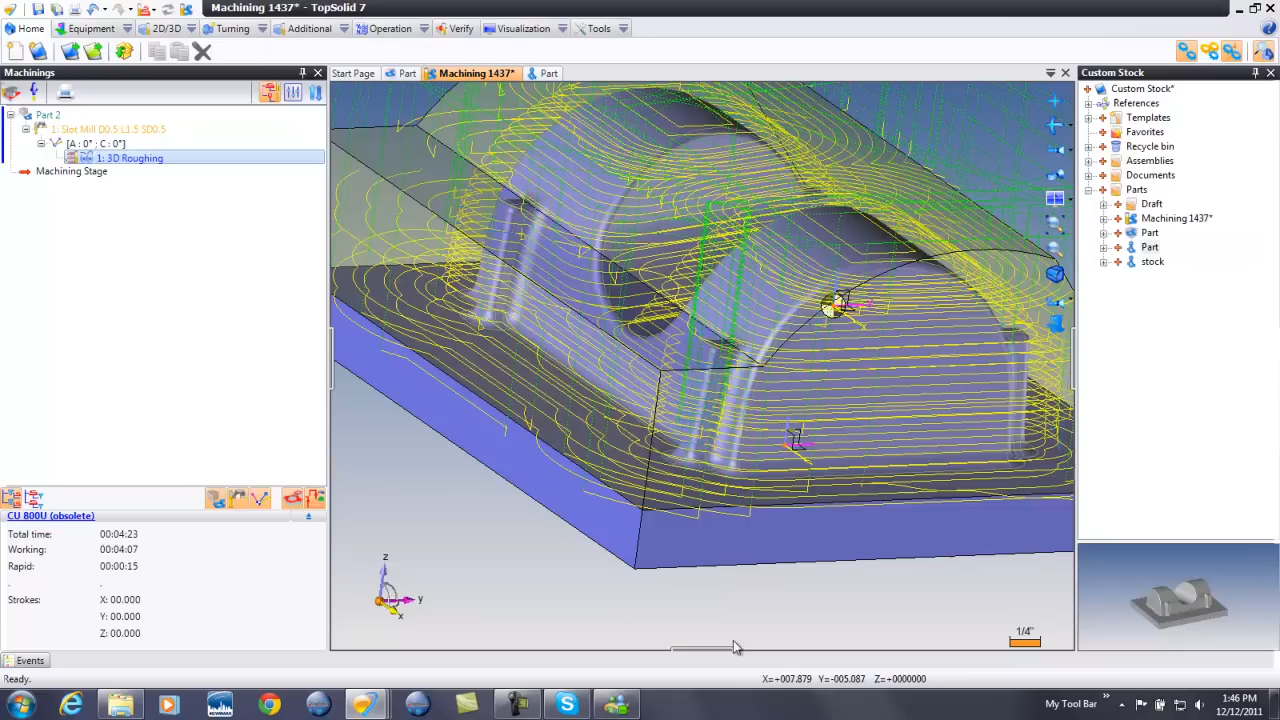 Machining 1437* - TopSolid 7
Home Equipment 2D/3D Turning Additional Operation Verify Visualization Tools
Machinings
Start Page Part Machining 1437* Part
Custom Stock
Part 2
1: Slot Mill D0.5 L1.5 SD0.5
[A : 0° ; C : 0°]
1: 3D Roughing
Machining Stage
Custom Stock*
References
Templates
Favorites
Recycle bin
Assemblies
Documents
Parts
Draft
Machining 1437*
Part
Part
stock
CU 800U (obsolete)
Total time: 00:04:23
Working: 00:04:07
Rapid: 00:00:15
. .
Strokes: X: 00.000
Y: 00.000
Z: 00.000
z
y
x
1/4"
Events
Ready.
X=+007.879 Y=-005.087 Z=+0000000
My Tool Bar
1:46 PM
12/12/2011